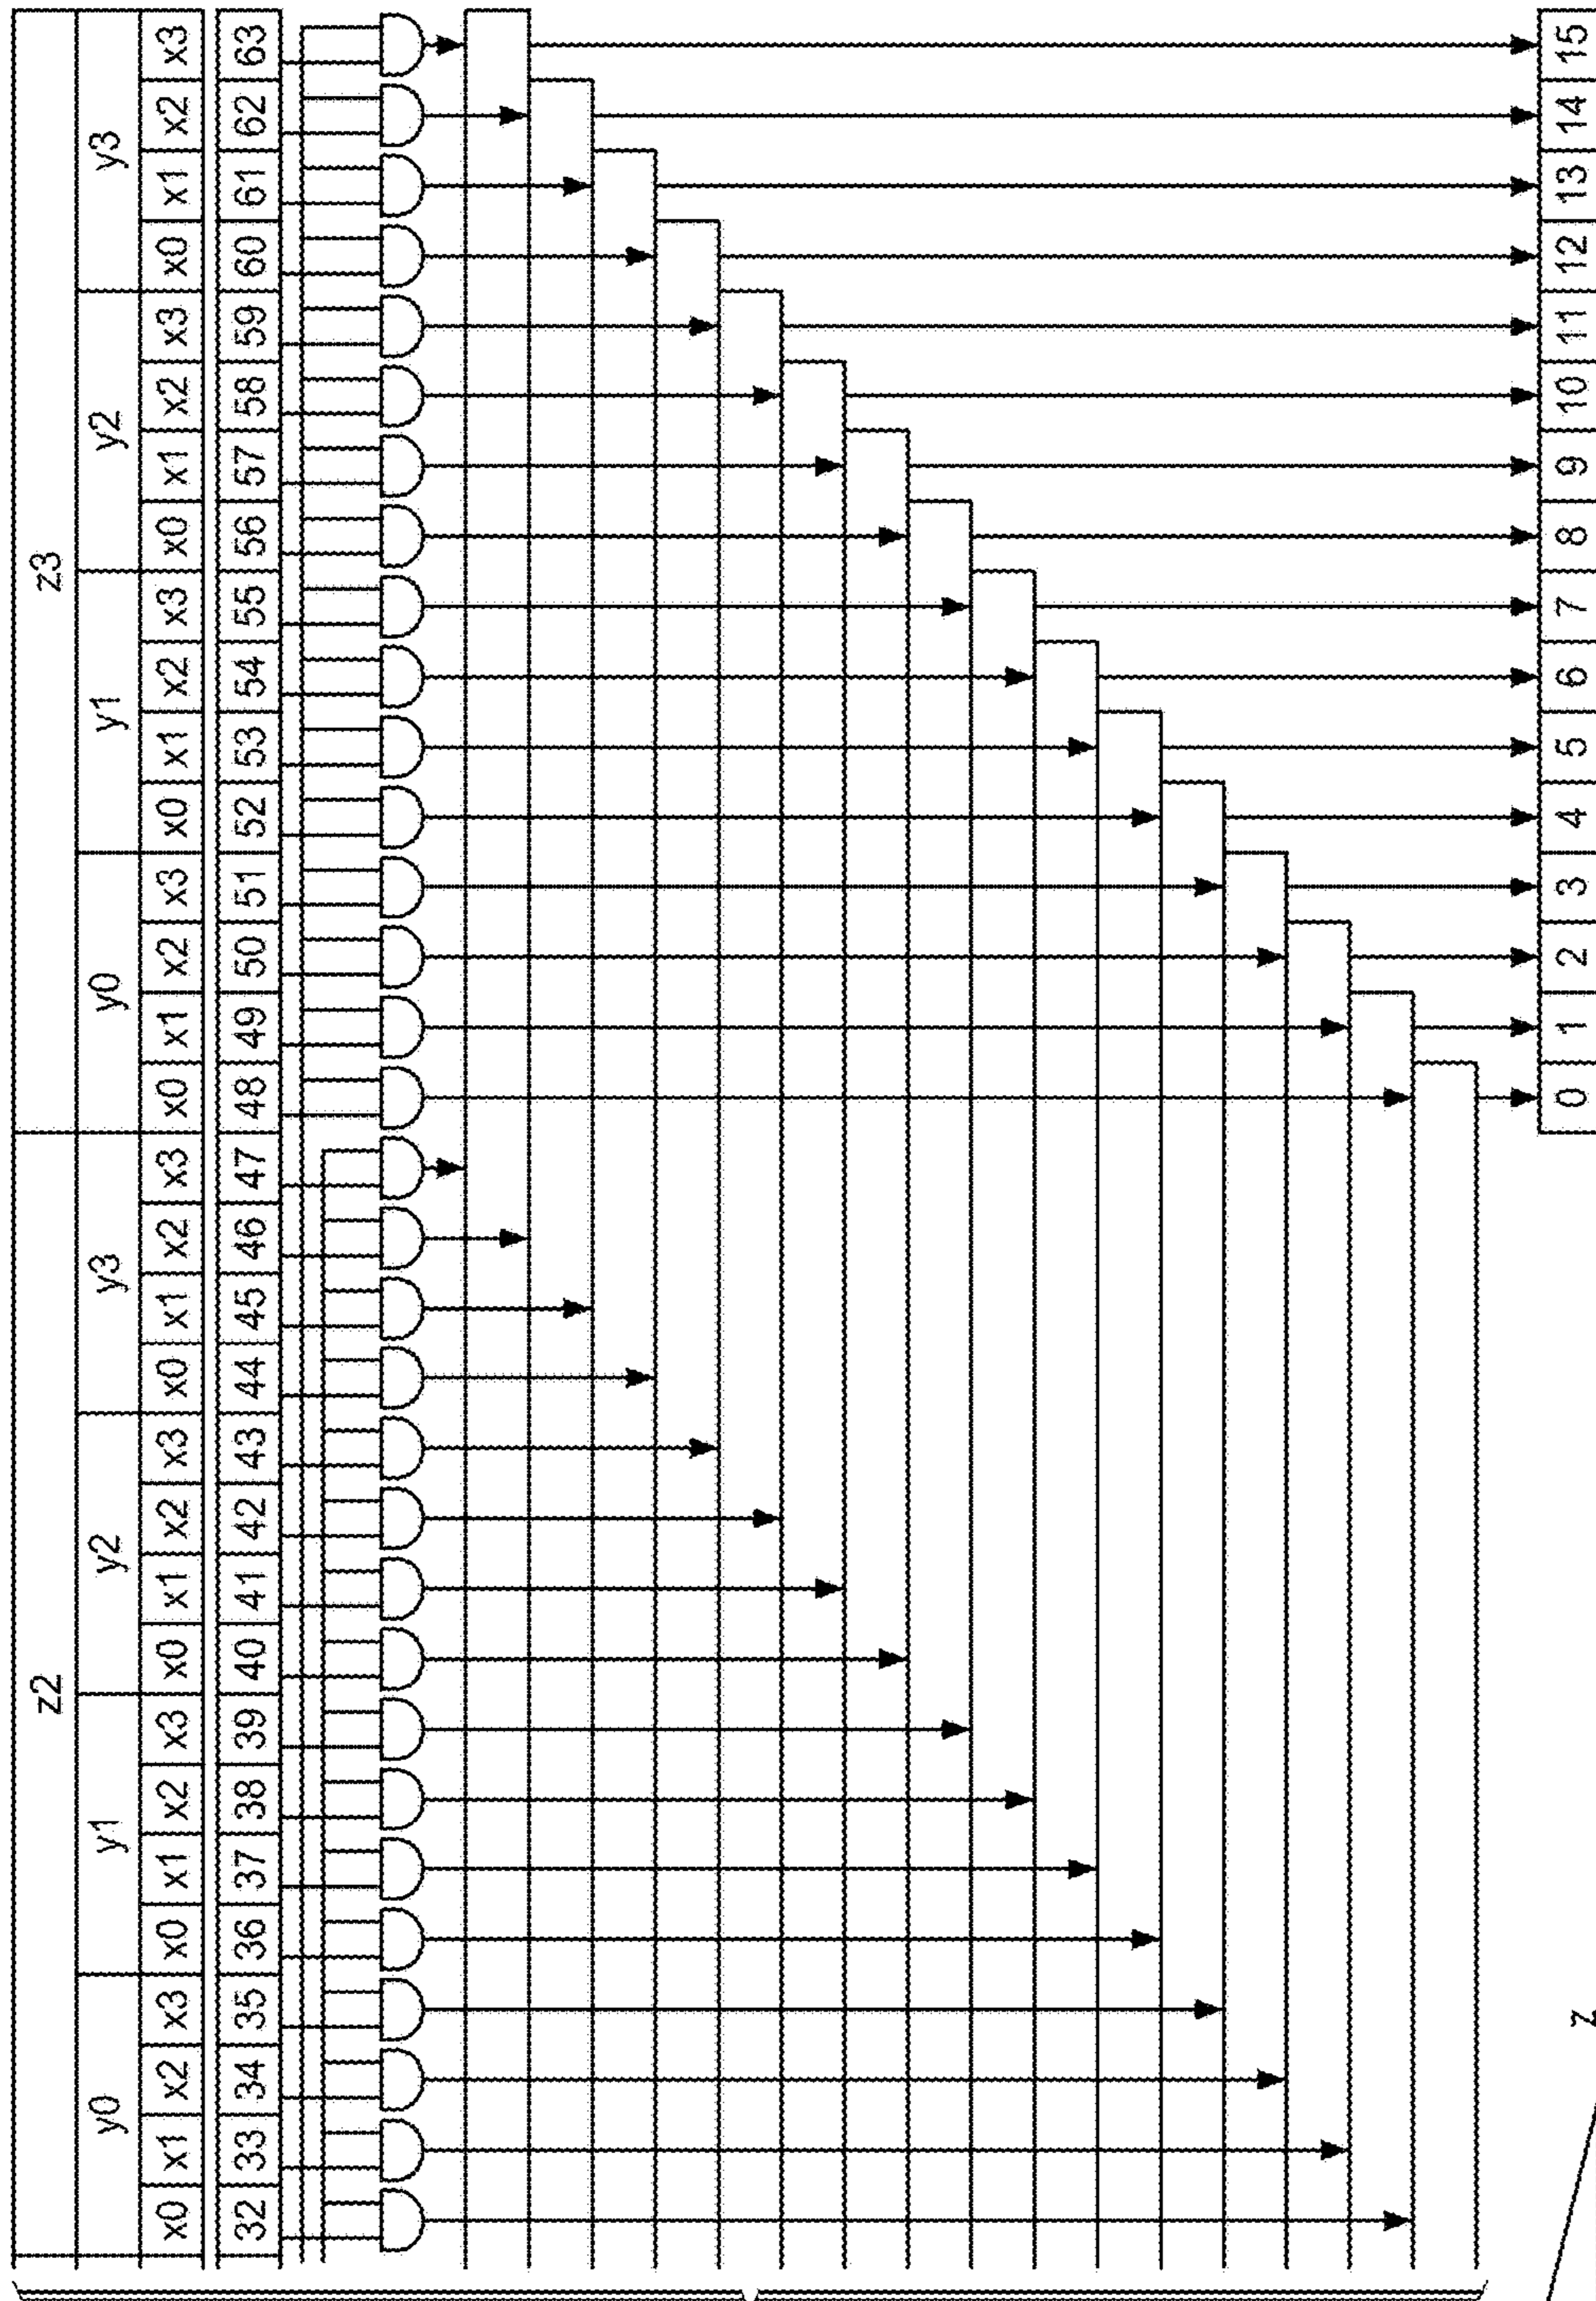 z2 z3
y0 y1 y2 y3 y0 y1 y2 y3
x0 x1 x2 x3 x0 x1 x2 x3 x0 x1 x2 x3 x0 x1 x2 x3 x0 x1 x2 x3 x0 x1 x2 x3 x0 x1 x2 x3 x0 x1 x2 x3
32 33 34 35 36 37 38 39 40 41 42 43 44 45 46 47 48 49 50 51 52 53 54 55 56 57 58 59 60 61 62 63
z 0 1 2 3 4 5 6 7 8 9 10 11 12 13 14 15